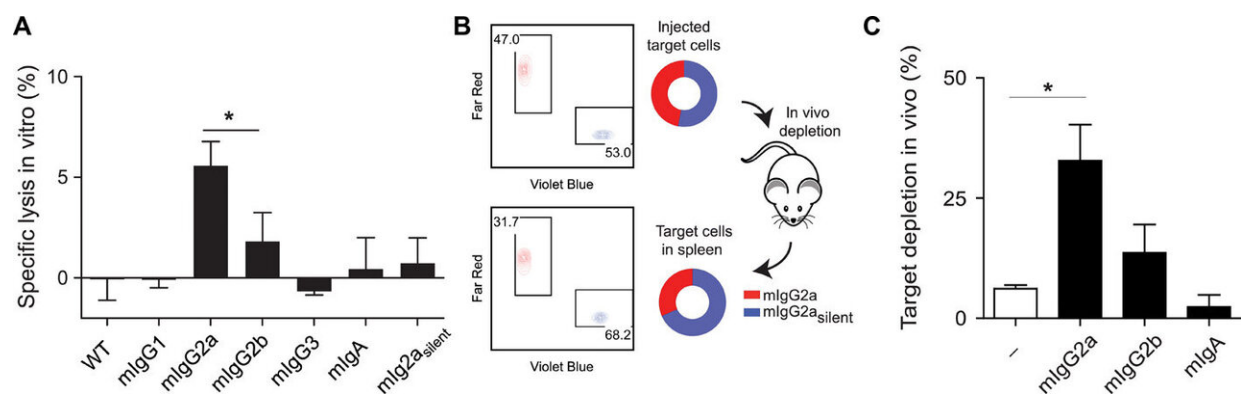 A
Specific lysis in vitro (%)
10
5
0
WT
mIgG1
mIgG2a
mIgG2b
mIgG3
mIgA
mIg2asilent
*
B
47.0
53.0
Far Red
Violet Blue
Injected
target cells
In vivo
depletion
31.7
68.2
Far Red
Violet Blue
Target cells
in spleen
mIgG2a
mIgG2asilent
C
Target depletion in vivo (%)
50
25
0
*
–
mIgG2a
mIgG2b
mIgA